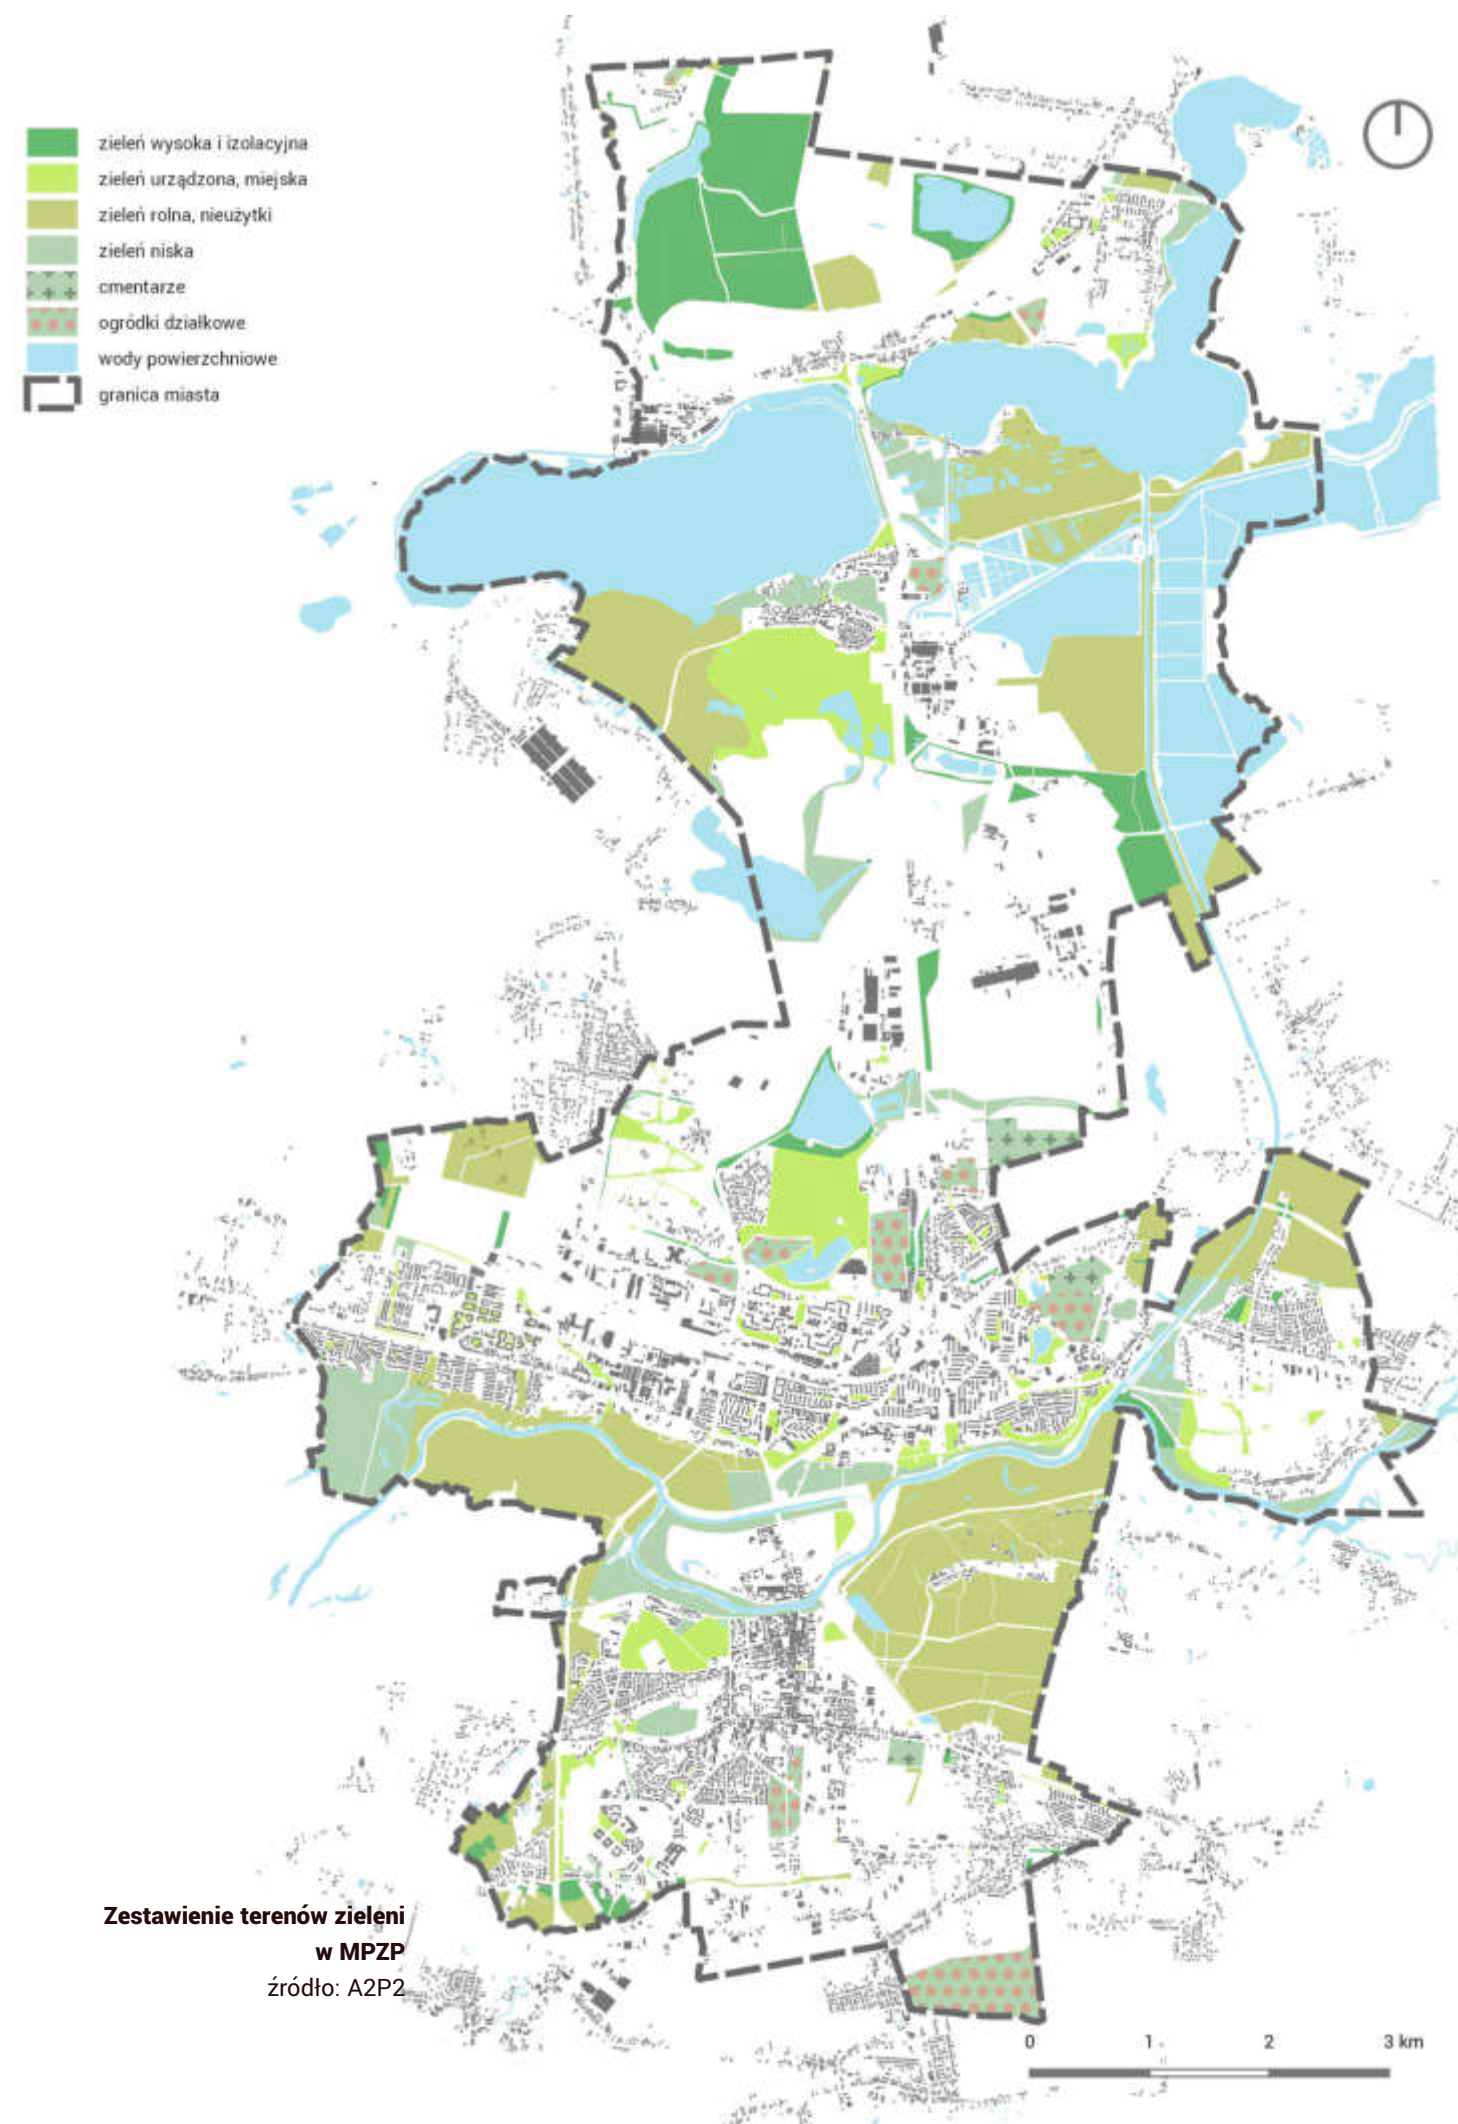 zieleń wysoka i izolacyjna
zieleń urządzona, miejska
zieleń rolna, nieużytki
zieleń niska
cmentarze
ogródki działkowe
wody powierzchniowe
granica miasta
Zestawienie terenów zieleni
w MPZP
źródło: A2P2
0 1 2 3 km